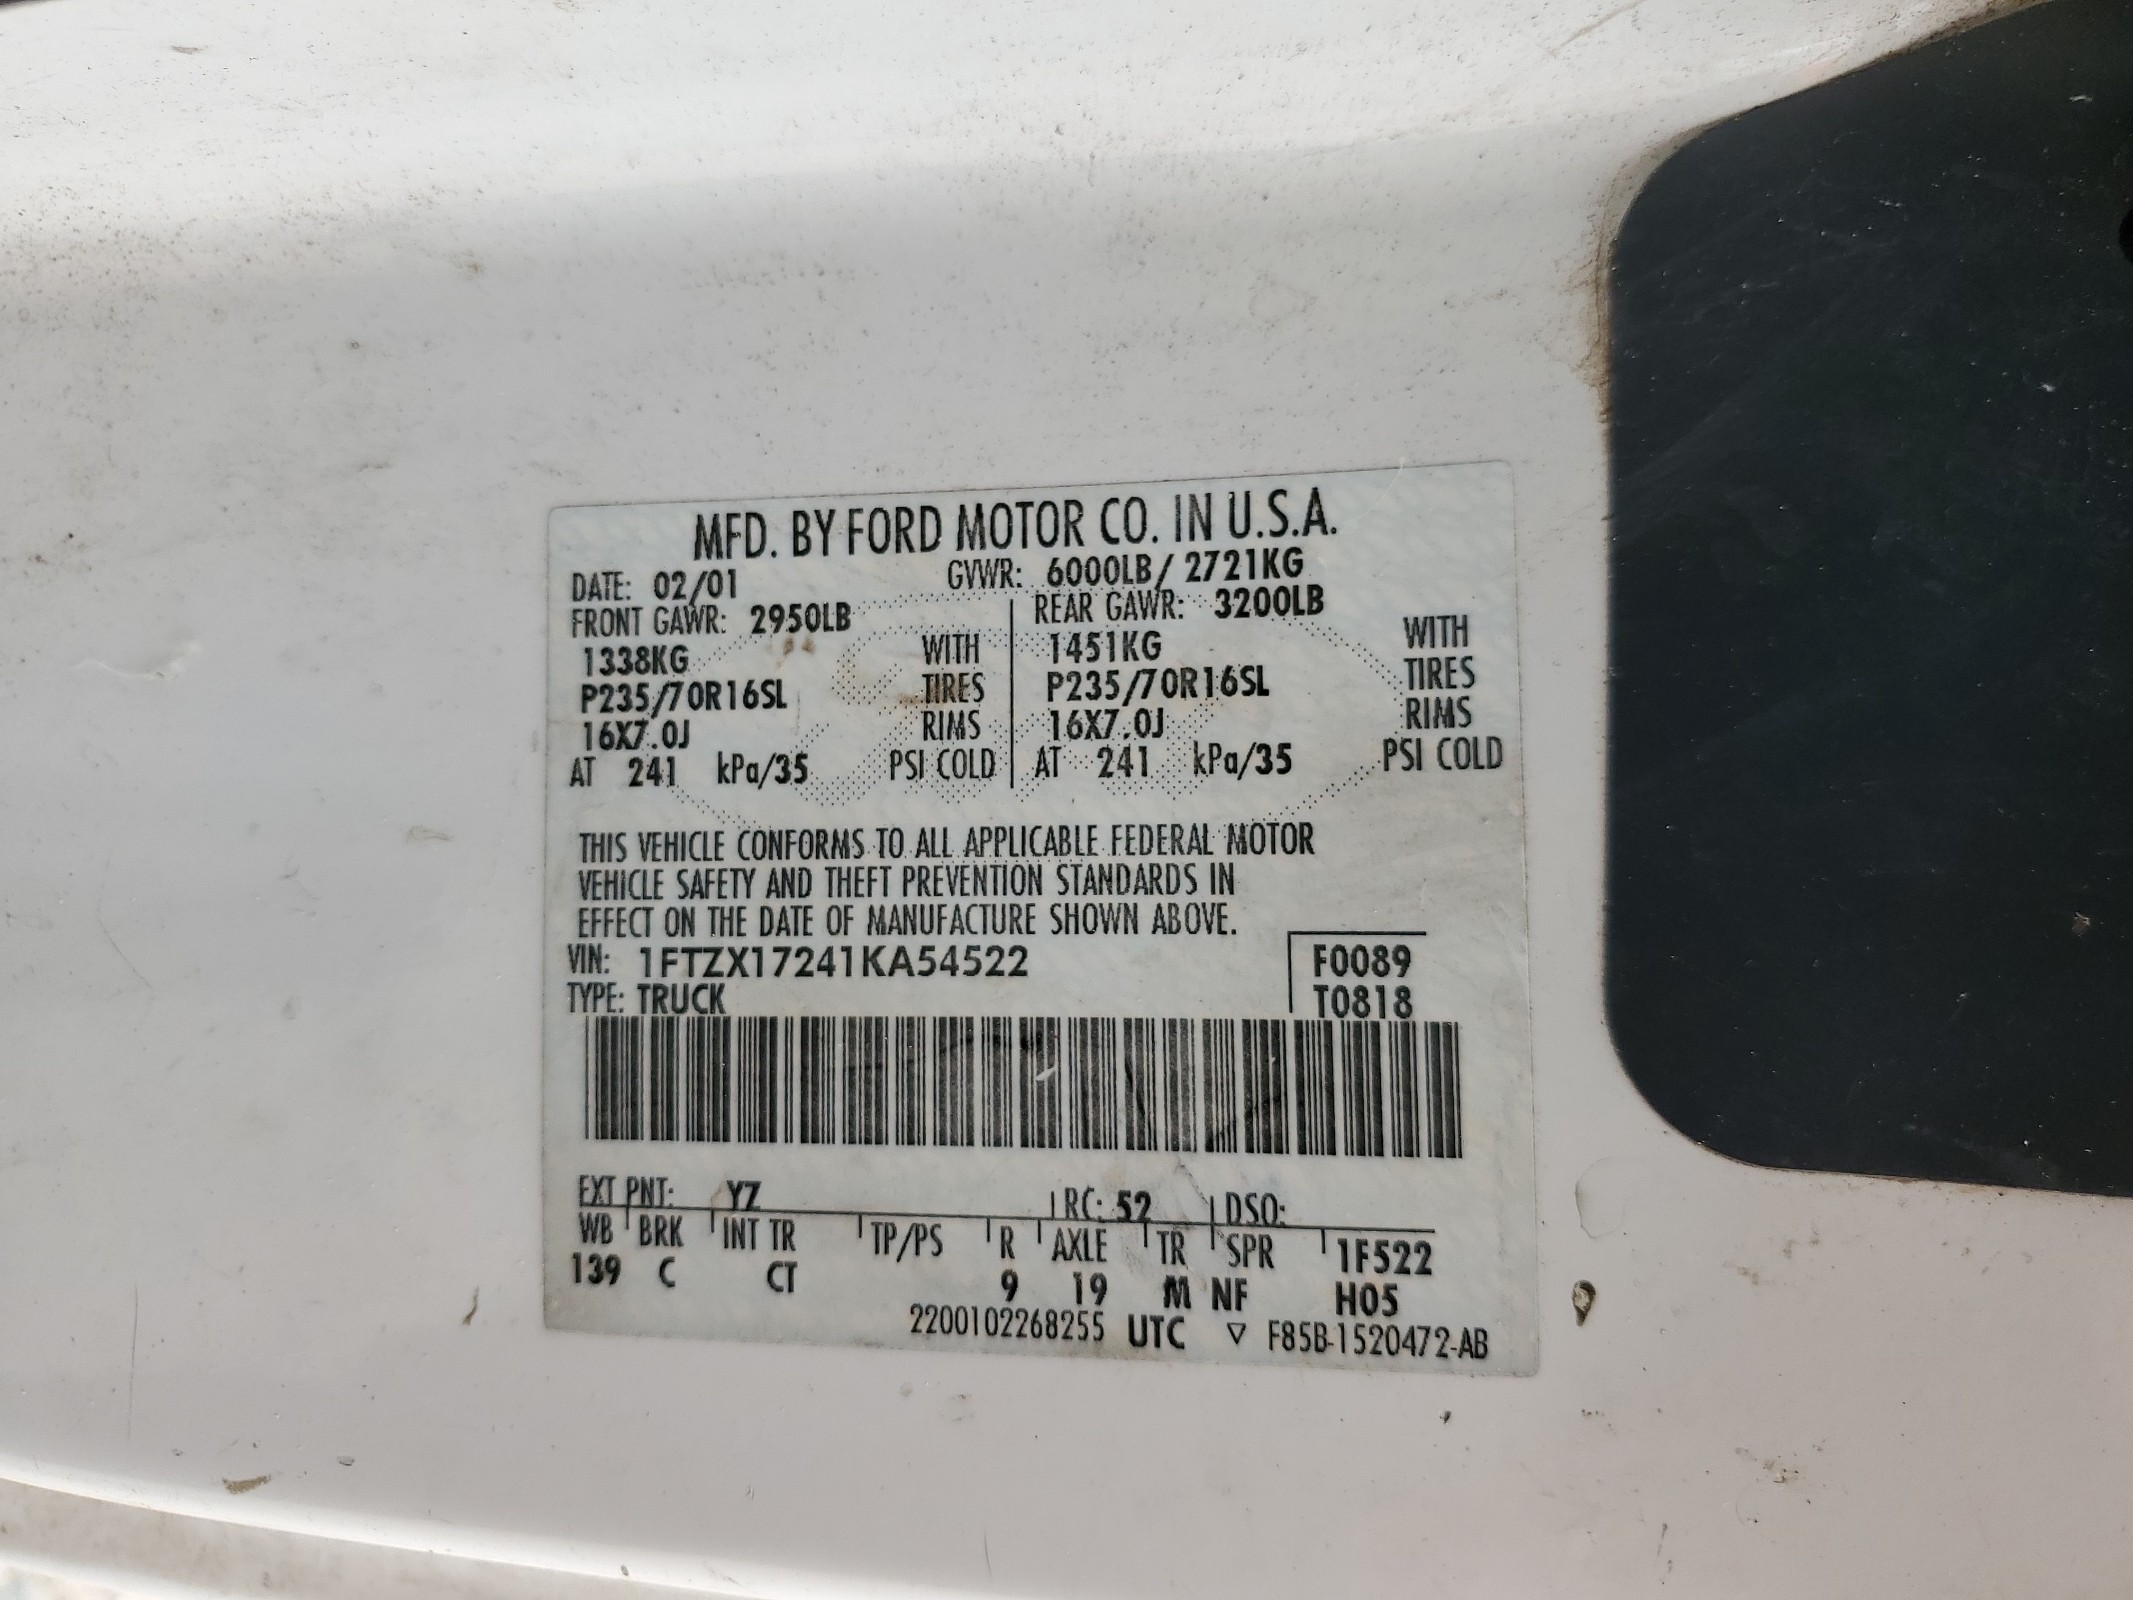 MFD. BY FORD MOTOR CO. IN U.S.A.
DATE: 02/01 GVWR: 6000LB/ 2721KG
FRONT GAWR: 2950LB REAR GAWR: 3200LB
1338KG WITH 1451KG WITH
P235/70R16SL TIRES P235/70R16SL TIRES
16X7.0J RIMS 16X7.0J RIMS
AT 241 kPa/35 PSI COLD AT 241 kPa/35 PSI COLD
THIS VEHICLE CONFORMS TO ALL APPLICABLE FEDERAL MOTOR
VEHICLE SAFETY AND THEFT PREVENTION STANDARDS IN
EFFECT ON THE DATE OF MANUFACTURE SHOWN ABOVE.
VIN: 1FTZX17241KA54522 F0089
TYPE: TRUCK T0818
EXT PNT: YZ RC: 52 DSO:
WB BRK INT TR TP/PS R AXLE TR SPR 1F522
139 C CT 9 19 M NF H05
2200102268255 UTC ▽ F85B-1520472-AB